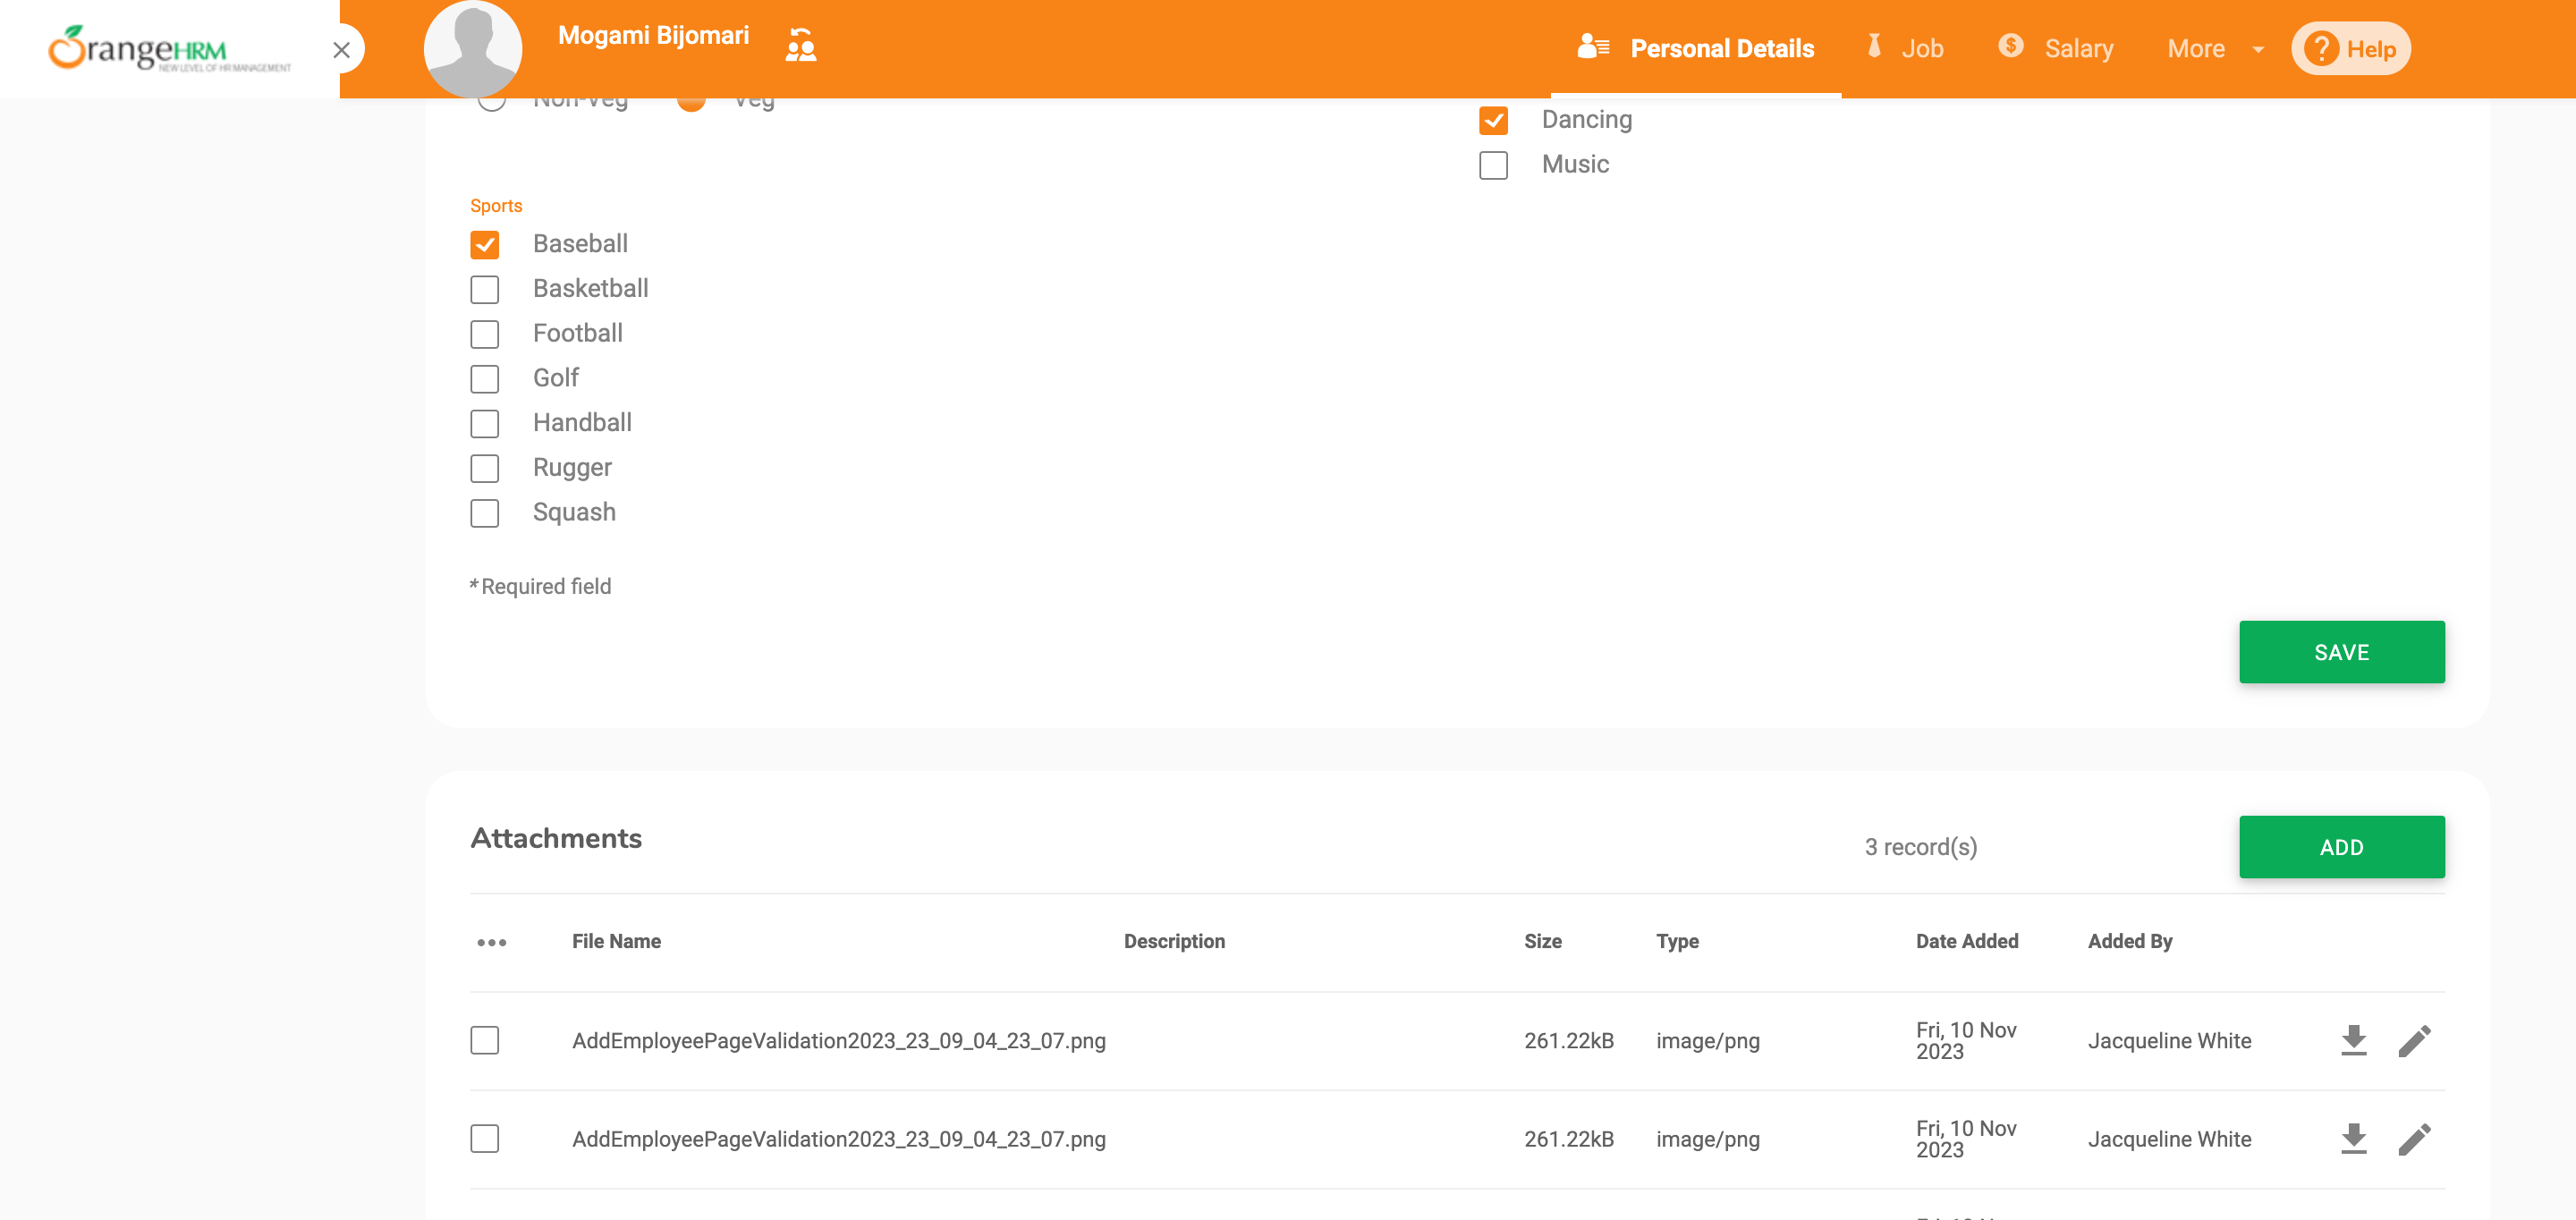 OrangeHRM
NEW LEVEL OF HR MANAGEMENT
Mogami Bijomari
Personal Details
Job
Salary
More
Help
Non-Veg
Veg
Dancing
Music
Sports
Baseball
Basketball
Football
Golf
Handball
Rugger
Squash
* Required field
SAVE
Attachments
3 record(s)
ADD
File Name Description Size Type Date Added Added By
AddEmployeePageValidation2023_23_09_04_23_07.png 261.22kB image/png Fri, 10 Nov 2023 Jacqueline White
AddEmployeePageValidation2023_23_09_04_23_07.png 261.22kB image/png Fri, 10 Nov 2023 Jacqueline White